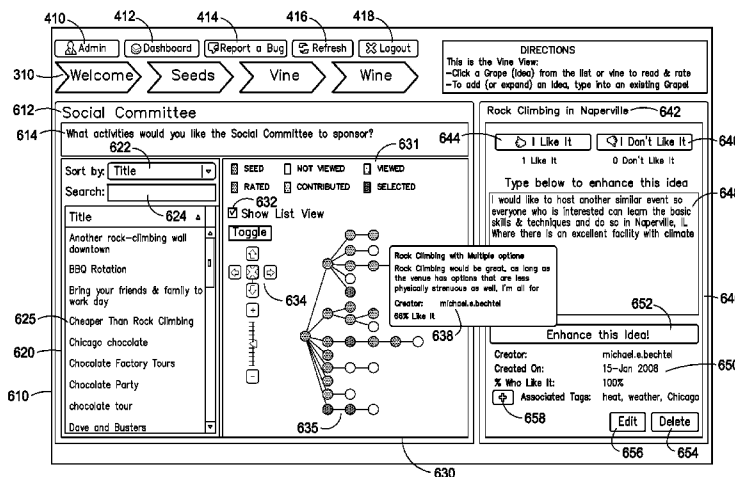 410 412 414 416 418
Admin Dashboard Report a Bug Refresh Logout
310 Welcome Seeds Vine Wine
DIRECTIONS
This is the Vine View:
-Click a Grape (Idea) from the list or vine to read & rate
-To add (or expand) an idea, type into an existing Grape!
612 Social Committee
614 What activities would you like the Social Committee to sponsor?
622 631
Sort by: Title
Search:
624
Title
Another rock-climbing wall
downtown
BBQ Rotation
Bring your friends & family to
work day
625 Cheaper Than Rock Climbing
620 Chicago chocolate
Chocolate Factory Tours
610 Chocolate Party
chocolate tour
Dave and Busters
SEED NOT VIEWED VIEWED
RATED CONTRIBUTED SELECTED
632
Show List View
Toggle
634
635
630
Rock Climbing with Multiple options
Rock Climbing would be great, as long as
the venue has options that are less
physically strenuous as well, I'm all for
Creator: michael.e.bechtel
66% Like It
638
Rock Climbing in Naperville 642
644 I Like It I Don't Like It
1 Like It 0 Don't Like It
Type below to enhance this idea
I would like to host another similar event so
everyone who is interested can learn the basic
skills & techniques and do so in Naperville, IL.
Where there is an excellent facility with climate
652
Enhance this Idea!
Creator: michael.e.bechtel
Created On: 15-Jan 2008
% Who Like It: 100%
Associated Tags: heat, weather, Chicago
658
Edit Delete
656 654